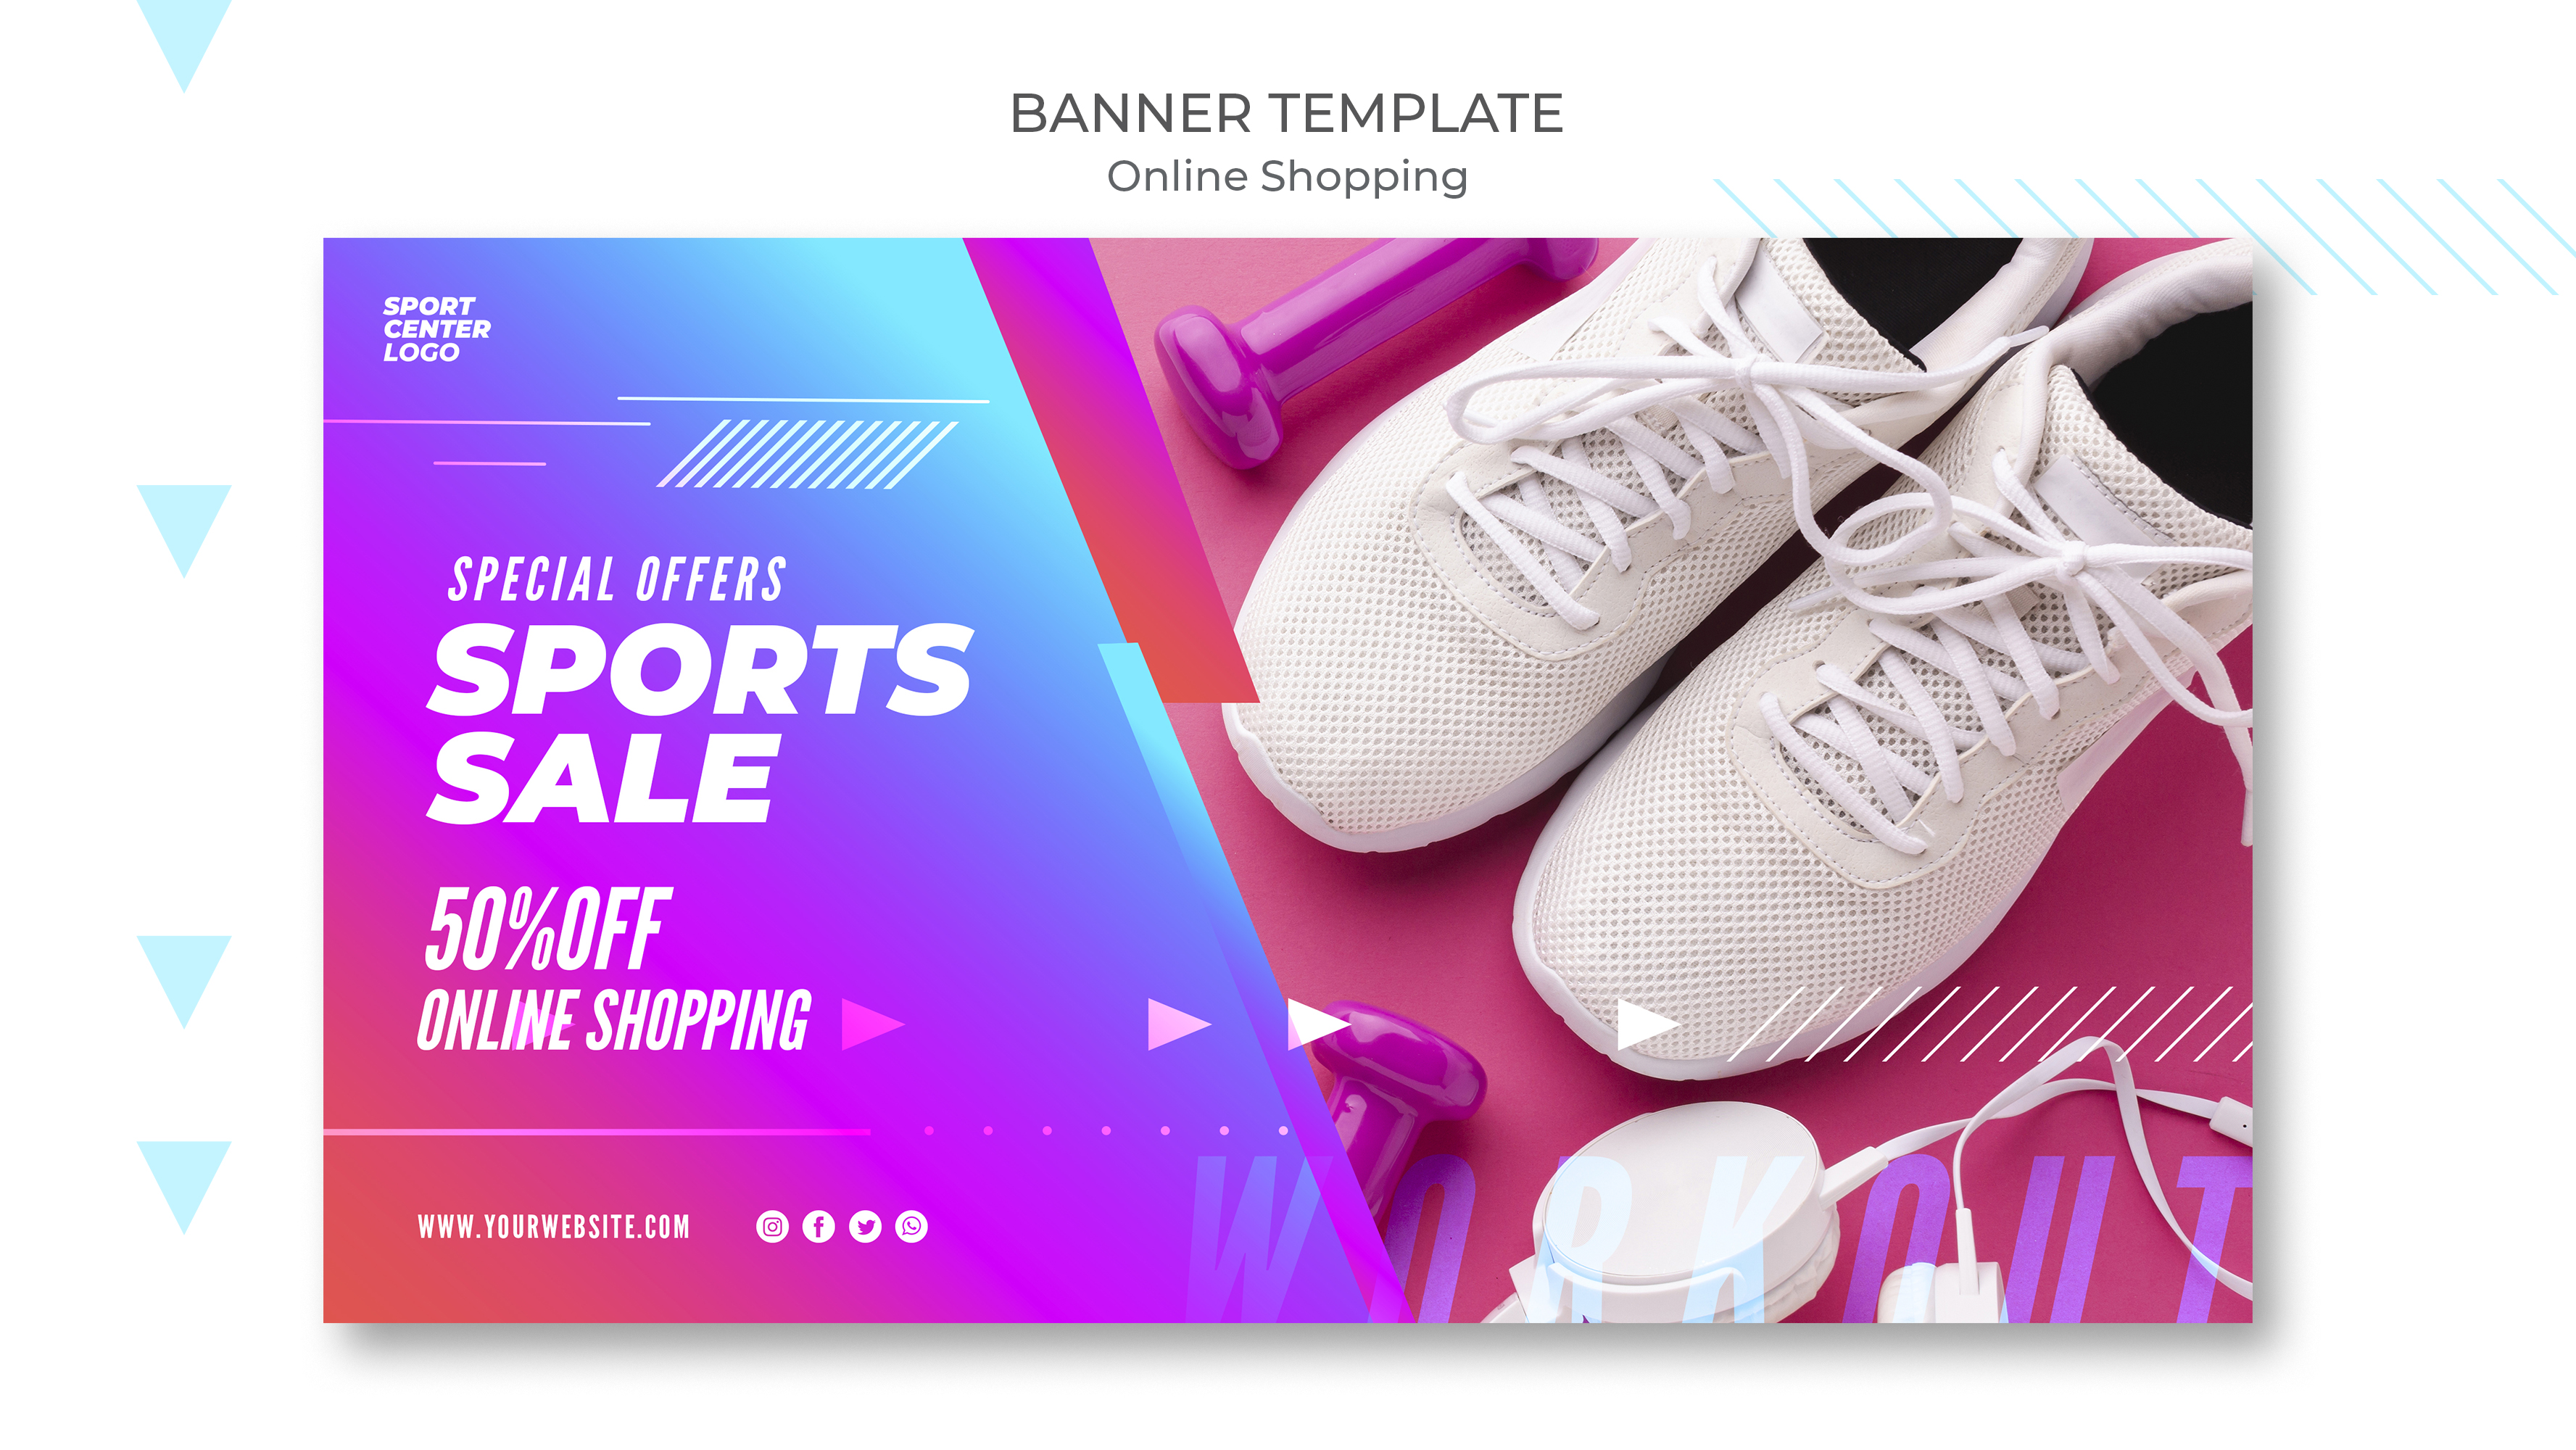 BANNER TEMPLATE
Online Shopping
SPORT
CENTER
LOGO
SPECIAL OFFERS
SPORTS
SALE
50%OFF
ONLINE SHOPPING
WWW.YOURWEBSITE.COM
WORKOUT